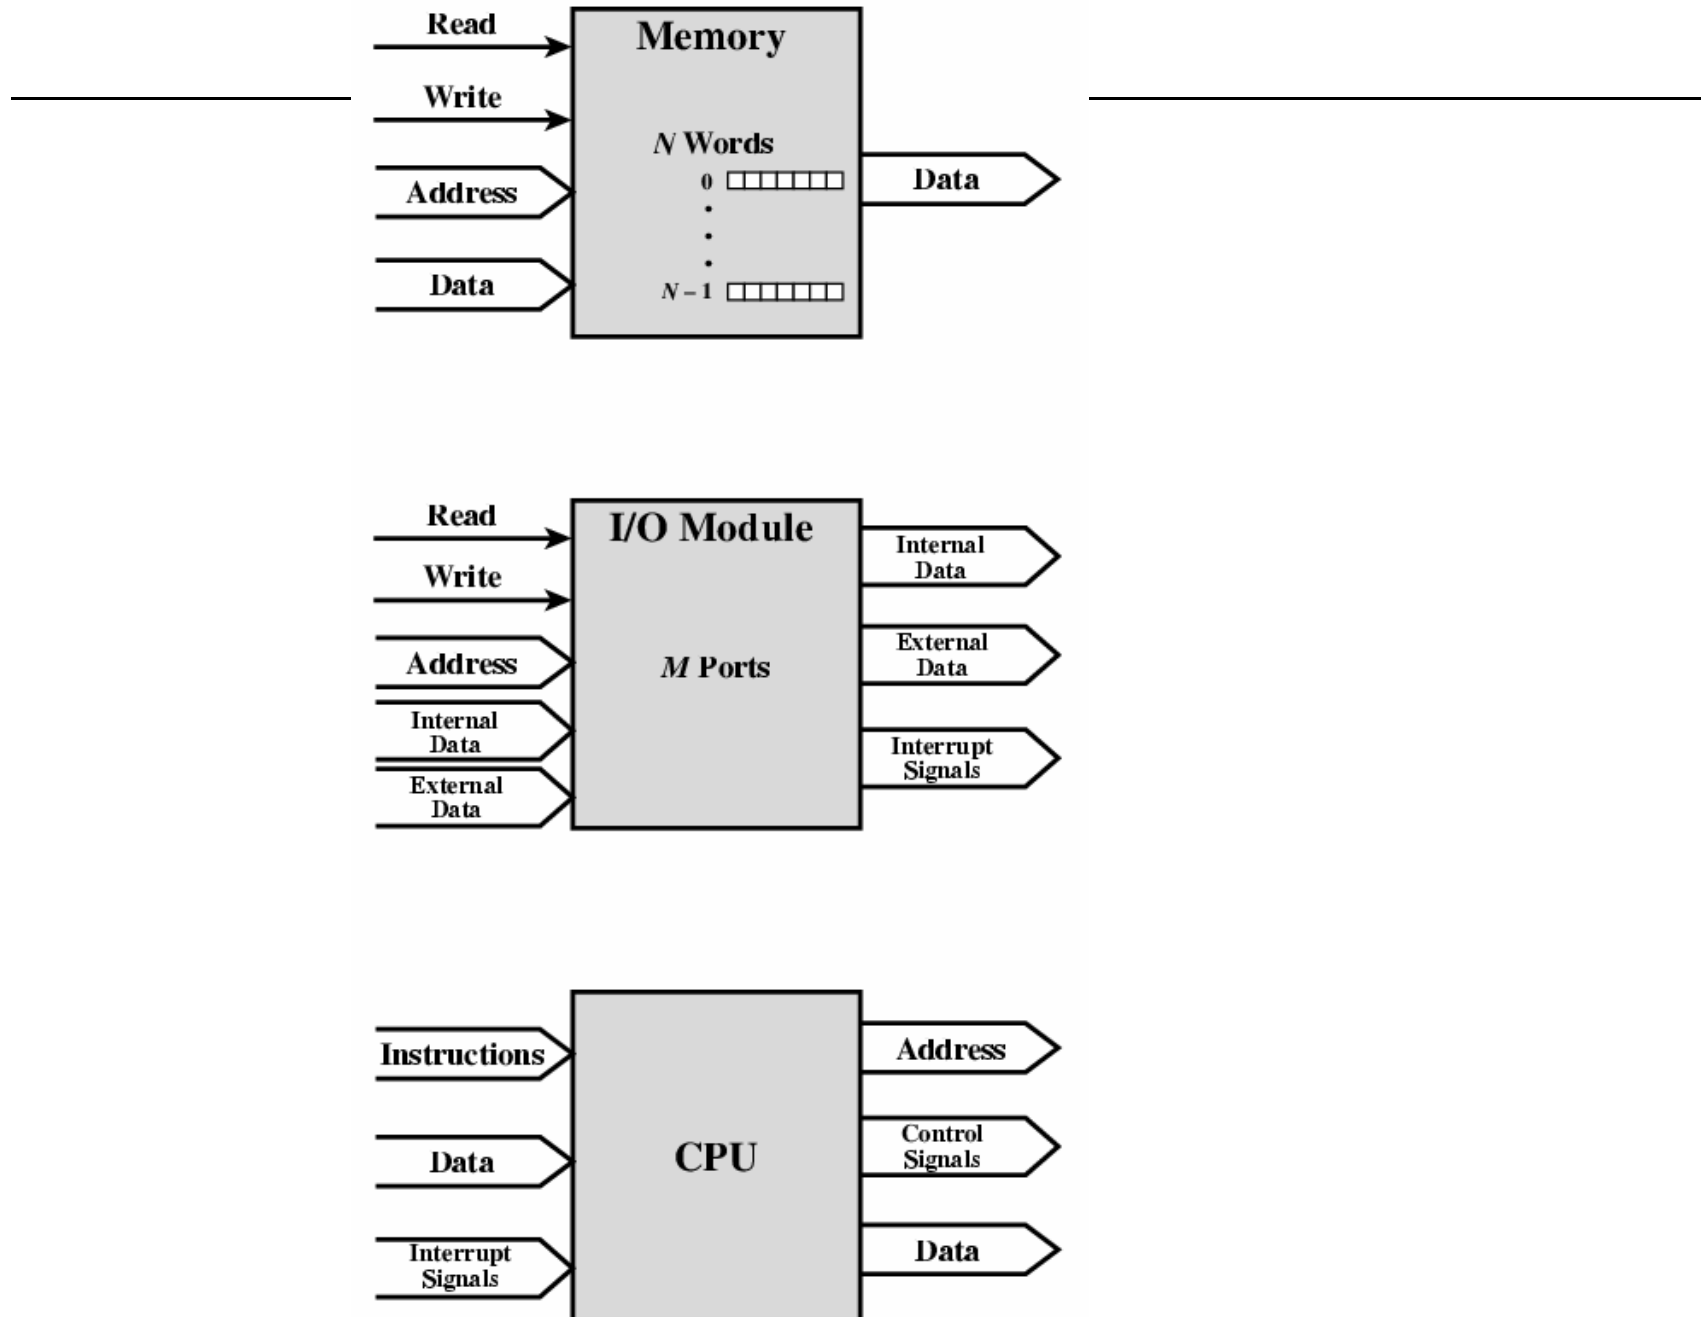 Read
Write
Address
Data
Memory
N Words
0
N – 1
Data
Read
Write
Address
Internal
Data
External
Data
I/O Module
M Ports
Internal
Data
External
Data
Interrupt
Signals
Instructions
Data
Interrupt
Signals
CPU
Address
Control
Signals
Data